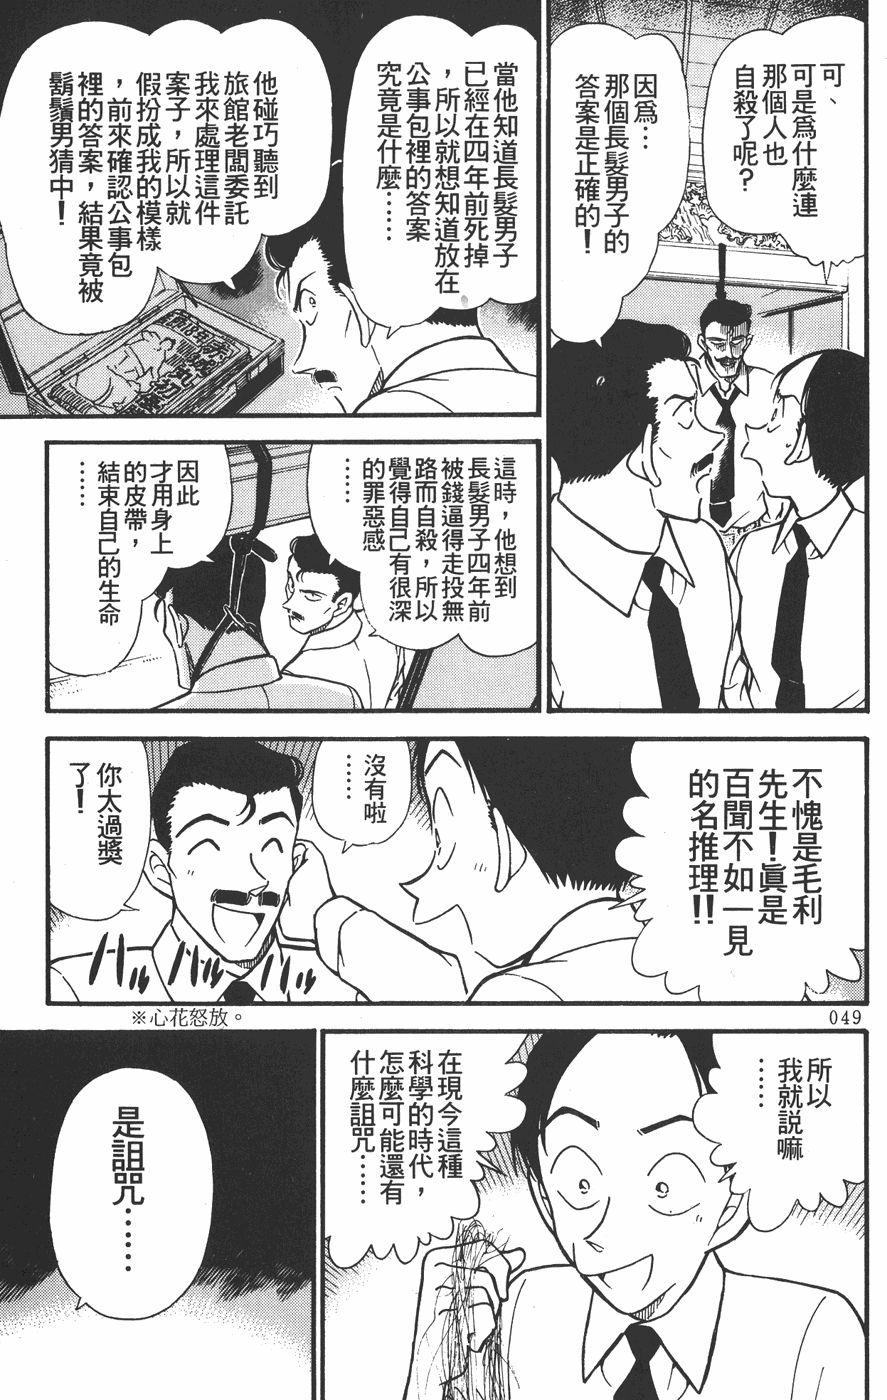 可、
可是爲什麼連
那個人也
自殺了呢?
因爲…
那個長髮男子的
答案是正確的!
當他知道長髮男子
已經在四年前死掉
,所以就想知道放在
公事包裡的答案
究竟是什麼……
他碰巧聽到
旅館老闆委託
我來處理這件
案子,所以就
假扮成我的模樣
,前來確認公事包
裡的答案,結果竟被
鬍鬚男猜中!
這時,他想到
長髮男子四年前
被錢逼得走投無
路而自殺,所以
覺得自己有很深
的罪惡感
……
因此
才用身上
的皮帶,
結束自己的生命
……
不愧是毛利
先生!眞是
百聞不如一見
的名推理!!
沒有啦
……
你太過獎
了!
ルルル
ルルル
※心花怒放。
049
所以
我就説嘛
……
在現今這種
科學的時代,
怎麼可能還有
什麼詛咒……
是詛咒……